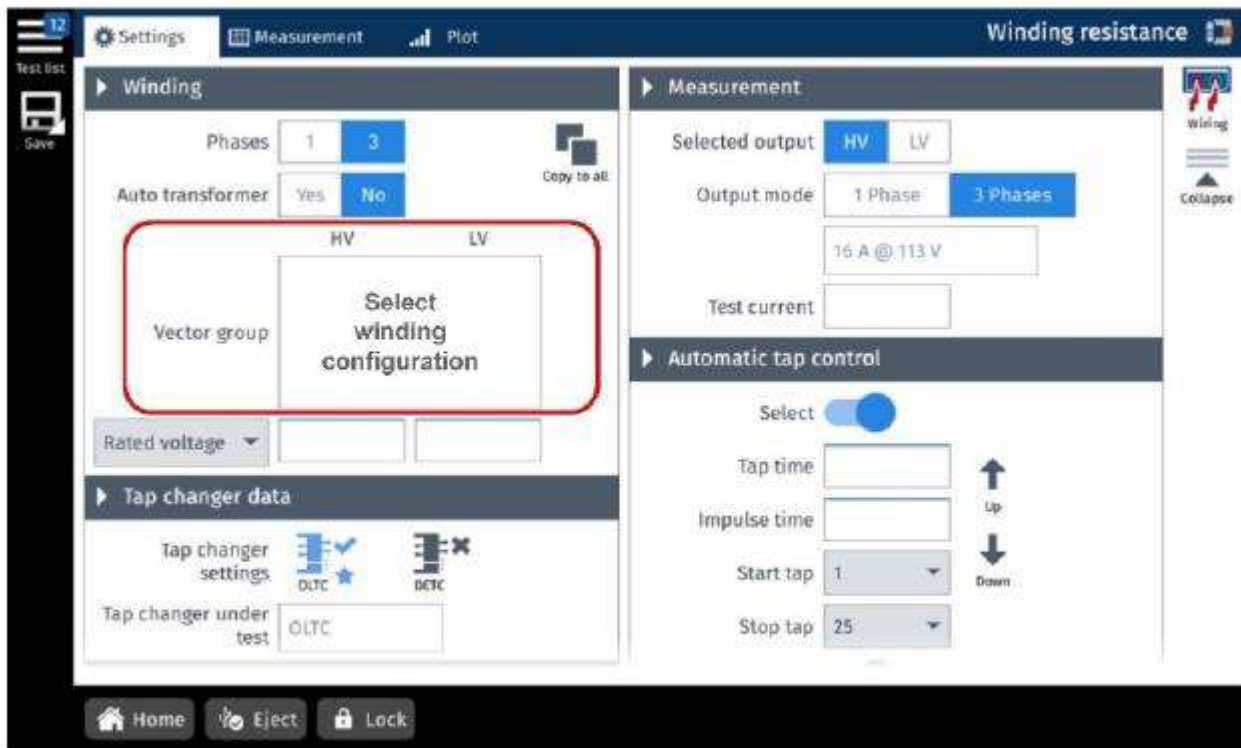 12
Test list
Save
Settings
Measurement
Plot
Winding resistance
Winding
Phases 1 3
Copy to all
Auto transformer Yes No
HV LV
Vector group
Select
winding
configuration
Rated voltage
Tap changer data
Tap changer
settings
OLTC
DETC
Tap changer under
test
OLTC
Measurement
Selected output HV LV
Output mode 1 Phase 3 Phases
16 A @ 113 V
Test current
Automatic tap control
Select
Tap time
Up
Impulse time
Down
Start tap 1
Stop tap 25
Wiring
Collapse
Home
Eject
Lock